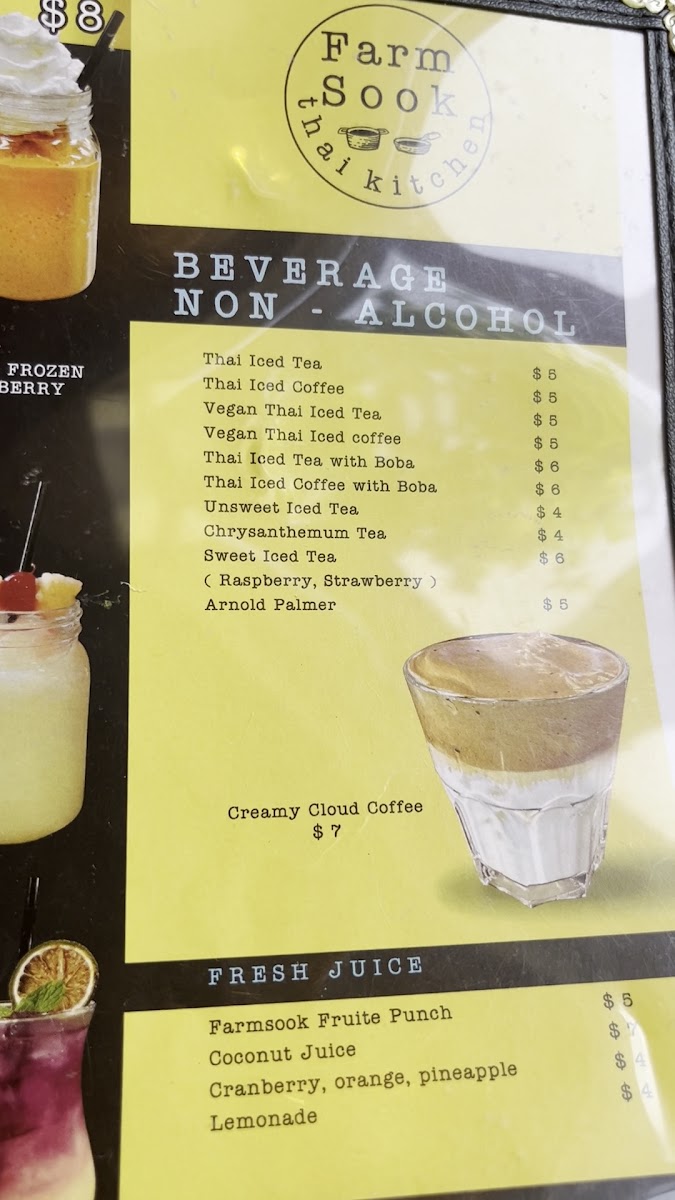 $8
Farm
Sook
thai kitchen
BEVERAGE
NON - ALCOHOL
Thai Iced Tea $5
Thai Iced Coffee $5
Vegan Thai Iced Tea $5
Vegan Thai Iced coffee $5
Thai Iced Tea with Boba $6
Thai Iced Coffee with Boba $6
Unsweet Iced Tea $4
Chrysanthemum Tea $4
Sweet Iced Tea $6
( Raspberry, Strawberry )
Arnold Palmer $5
FROZEN
BERRY
Creamy Cloud Coffee
$7
FRESH JUICE
Farmsook Fruite Punch $5
Coconut Juice $7
Cranberry, orange, pineapple $4
Lemonade $4